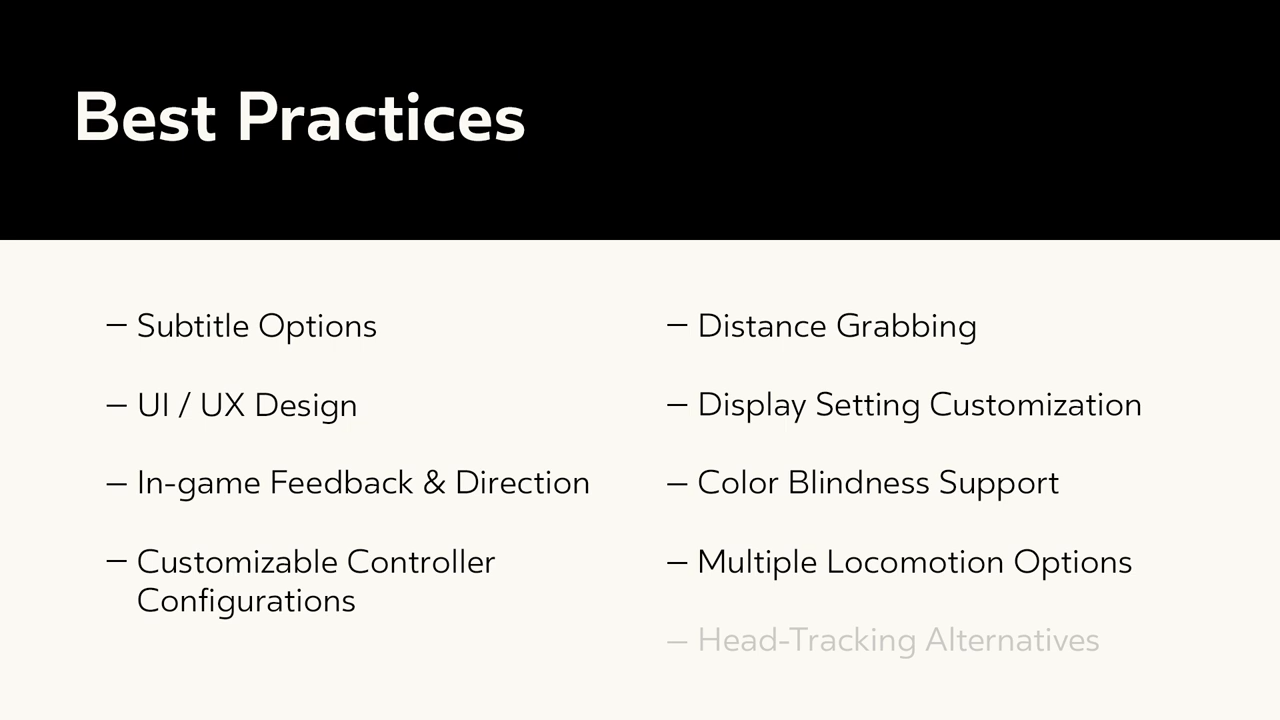 Best Practices
— Subtitle Options
— UI / UX Design
— In-game Feedback & Direction
— Customizable Controller
Configurations
— Distance Grabbing
— Display Setting Customization
— Color Blindness Support
— Multiple Locomotion Options
— Head-Tracking Alternatives